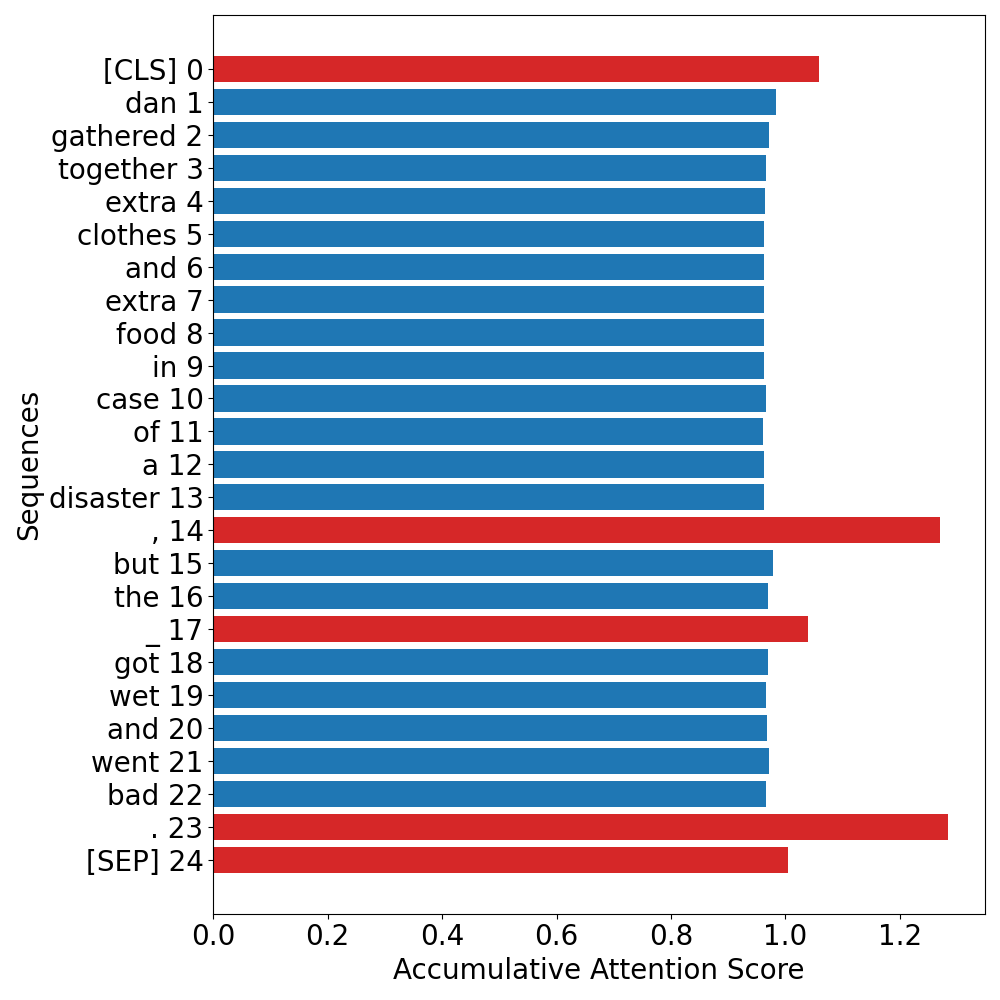 [CLS] 0
dan 1
gathered 2
together 3
extra 4
clothes 5
and 6
extra 7
food 8
in 9
case 10
of 11
a 12
disaster 13
, 14
but 15
the 16
_ 17
got 18
wet 19
and 20
went 21
bad 22
. 23
[SEP] 24
Sequences
0.0 0.2 0.4 0.6 0.8 1.0 1.2
Accumulative Attention Score